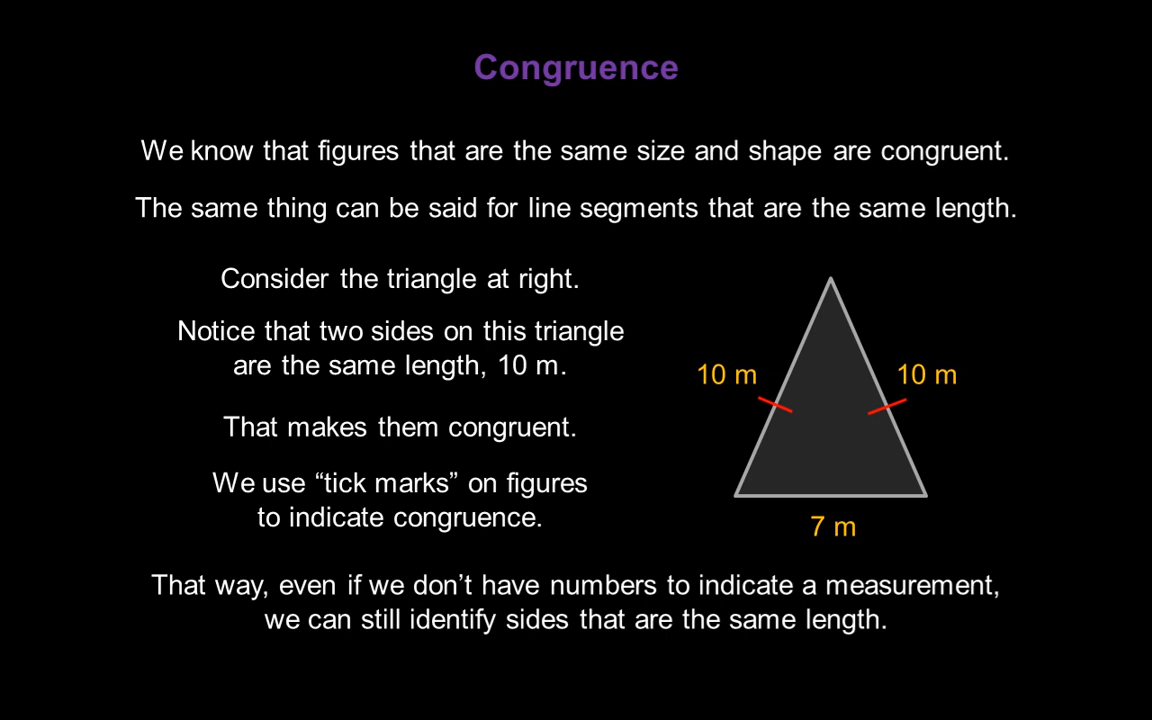 Congruence
We know that figures that are the same size and shape are congruent.
The same thing can be said for line segments that are the same length.
Consider the triangle at right.
Notice that two sides on this triangle
are the same length, 10 m.
That makes them congruent.
We use “tick marks” on figures
to indicate congruence.
10 m
10 m
7 m
That way, even if we don’t have numbers to indicate a measurement,
we can still identify sides that are the same length.